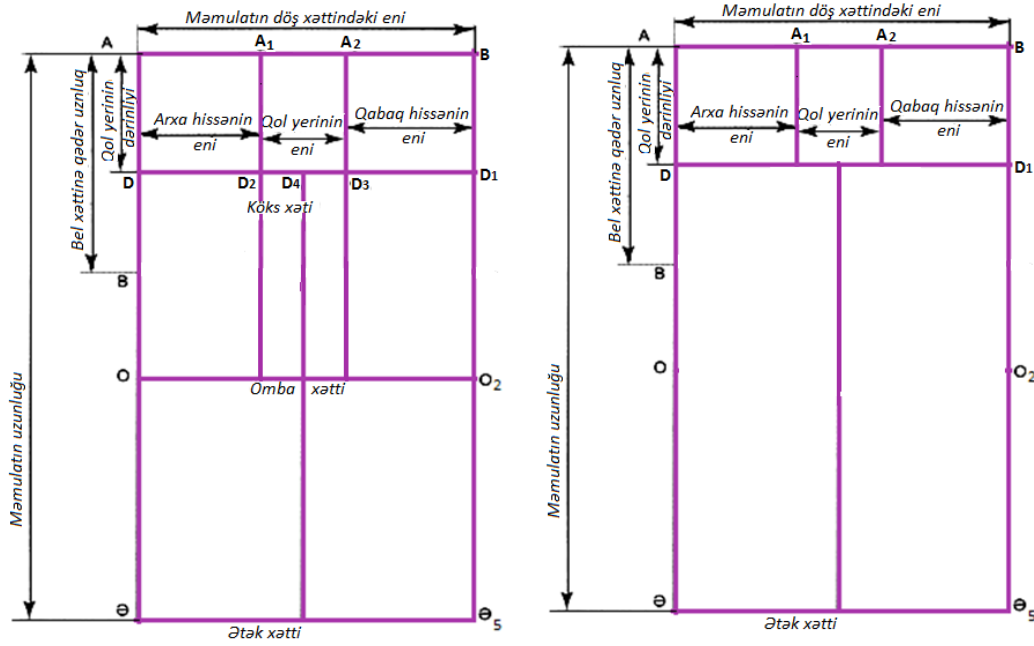 Məmulatın döş xəttindəki eni
A
A1
A2
B
Bel xəttinə qədər uzunluq
Qol yerinin
dərinliyi
Arxa hissənin
eni
Qol yerinin
eni
Qabaq hissənin
eni
D
D2
D4
D3
D1
Köks xəti
B
O
Omba xətti
O2
Məmulatın uzunluğu
Ə
Ə5
Ətək xətti
Məmulatın döş xəttindəki eni
A
A1
A2
B
Bel xəttinə qədər uzunluq
Qol yerinin
dərinliyi
Arxa hissənin
eni
Qol yerinin
eni
Qabaq hissənin
eni
D
D1
B
O
O2
Məmulatın uzunluğu
Ə
Ə5
Ətək xətti